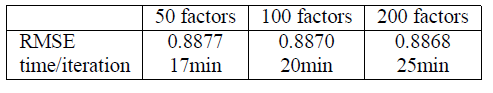 50 factors 100 factors 200 factors
RMSE 0.8877 0.8870 0.8868
time/iteration 17min 20min 25min